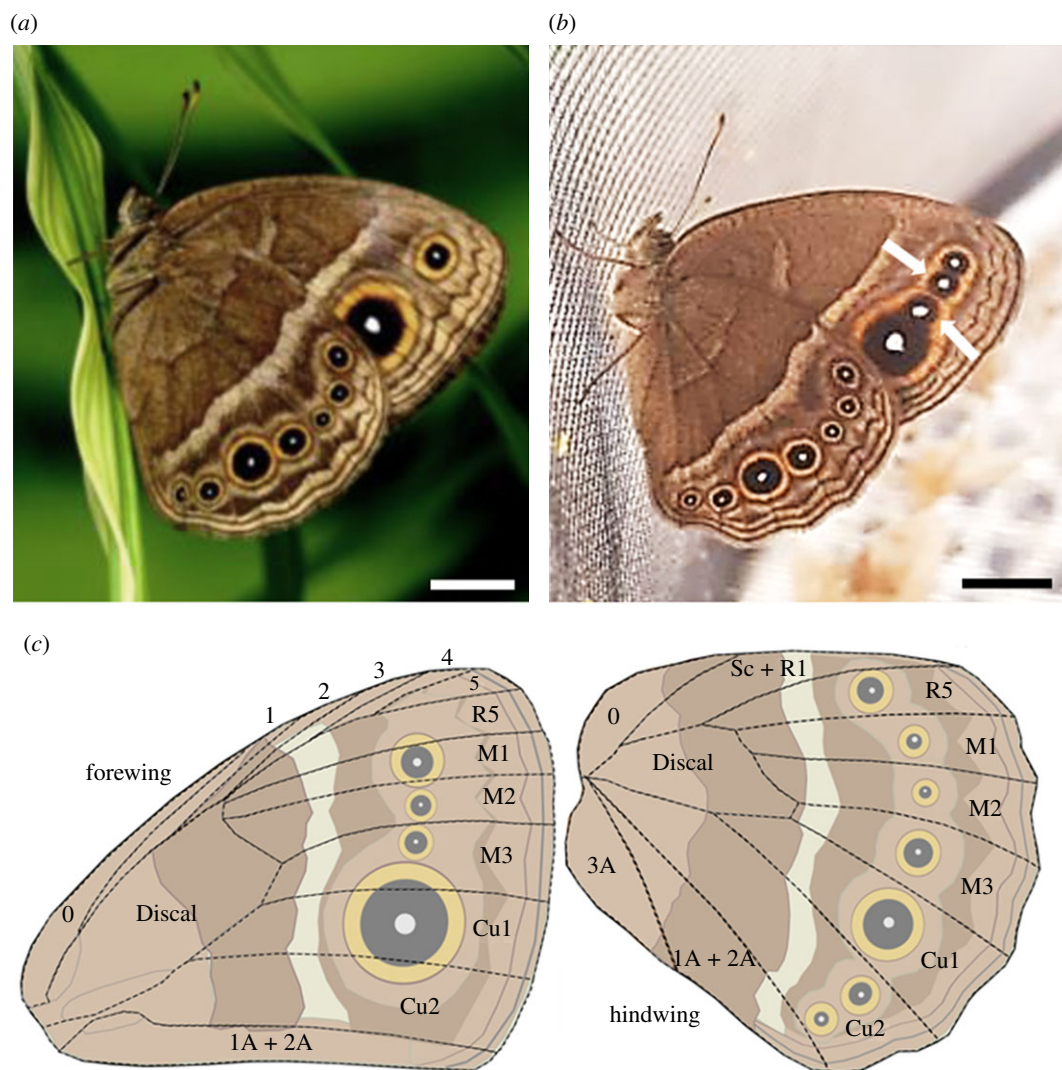 (a)
(b)
(c)
forewing
0
1
2
3
4
5
R5
M1
M2
M3
Discal
Cu1
Cu2
1A + 2A
hindwing
0
Sc + R1
R5
Discal
M1
M2
3A
M3
1A + 2A
Cu1
Cu2